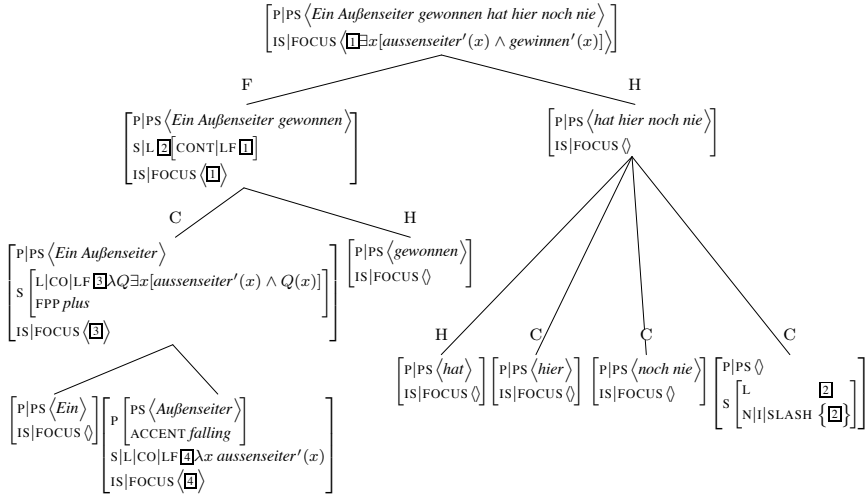 P|PS ⟨Ein Außenseiter gewonnen hat hier noch nie⟩
IS|FOCUS ⟨1∃x[aussenseiter′(x) ∧ gewinnen′(x)]⟩
F
H
P|PS ⟨Ein Außenseiter gewonnen⟩
S|L 2[CONT|LF 1]
IS|FOCUS ⟨1⟩
P|PS ⟨hat hier noch nie⟩
IS|FOCUS ⟨⟩
C
H
P|PS ⟨Ein Außenseiter⟩
S [L|CO|LF 3λQ∃x[aussenseiter′(x) ∧ Q(x)]
FPP plus]
IS|FOCUS ⟨3⟩
P|PS ⟨gewonnen⟩
IS|FOCUS ⟨⟩
H
C
C
C
P|PS ⟨hat⟩
IS|FOCUS ⟨⟩
P|PS ⟨hier⟩
IS|FOCUS ⟨⟩
P|PS ⟨noch nie⟩
IS|FOCUS ⟨⟩
P|PS ⟨⟩
S [L 2
N|I|SLASH {2}]
P|PS ⟨Ein⟩
IS|FOCUS ⟨⟩
P [PS ⟨Außenseiter⟩
ACCENT falling]
S|L|CO|LF 4λx aussenseiter′(x)
IS|FOCUS ⟨4⟩